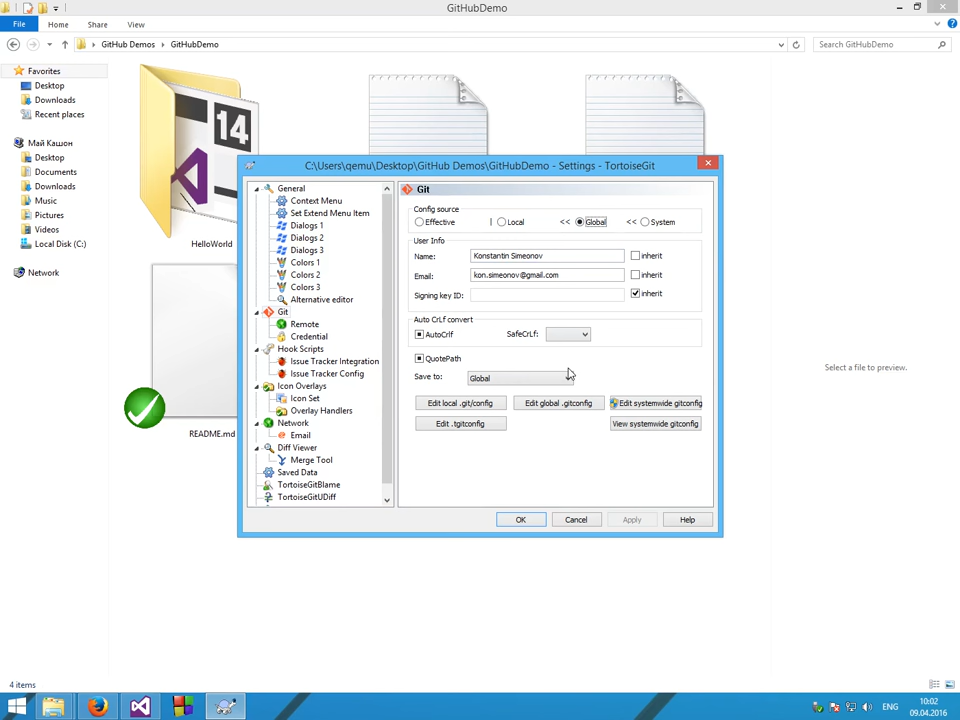 GitHubDemo
File Home Share View
GitHub Demos GitHubDemo
Search GitHubDemo
Favorites
Desktop
Downloads
Recent places
Май Кашон
Desktop
Documents
Downloads
Music
Pictures
Videos
Local Disk (C:)
Network
14
HelloWorld
README.md
Select a file to preview.
C:\Users\qemu\Desktop\GitHub Demos\GitHubDemo - Settings - TortoiseGit
General
Context Menu
Set Extend Menu Item
Dialogs 1
Dialogs 2
Dialogs 3
Colors 1
Colors 2
Colors 3
Alternative editor
Git
Remote
Credential
Hook Scripts
Issue Tracker Integration
Issue Tracker Config
Icon Overlays
Icon Set
Overlay Handlers
Network
Email
Diff Viewer
Merge Tool
Saved Data
TortoiseGitBlame
TortoiseGitUDiff
Git
Config source
Effective | Local << Global << System
User Info
Name: Konstantin Simeonov inherit
Email: kon.simeonov@gmail.com inherit
Signing key ID: inherit
Auto CrLf convert
AutoCrlf SafeCrLf:
QuotePath
Save to: Global
Edit local .git/config Edit global .gitconfig Edit systemwide gitconfig
Edit .tgitconfig View systemwide gitconfig
OK Cancel Apply Help
4 items
ENG
10:02
09.04.2016